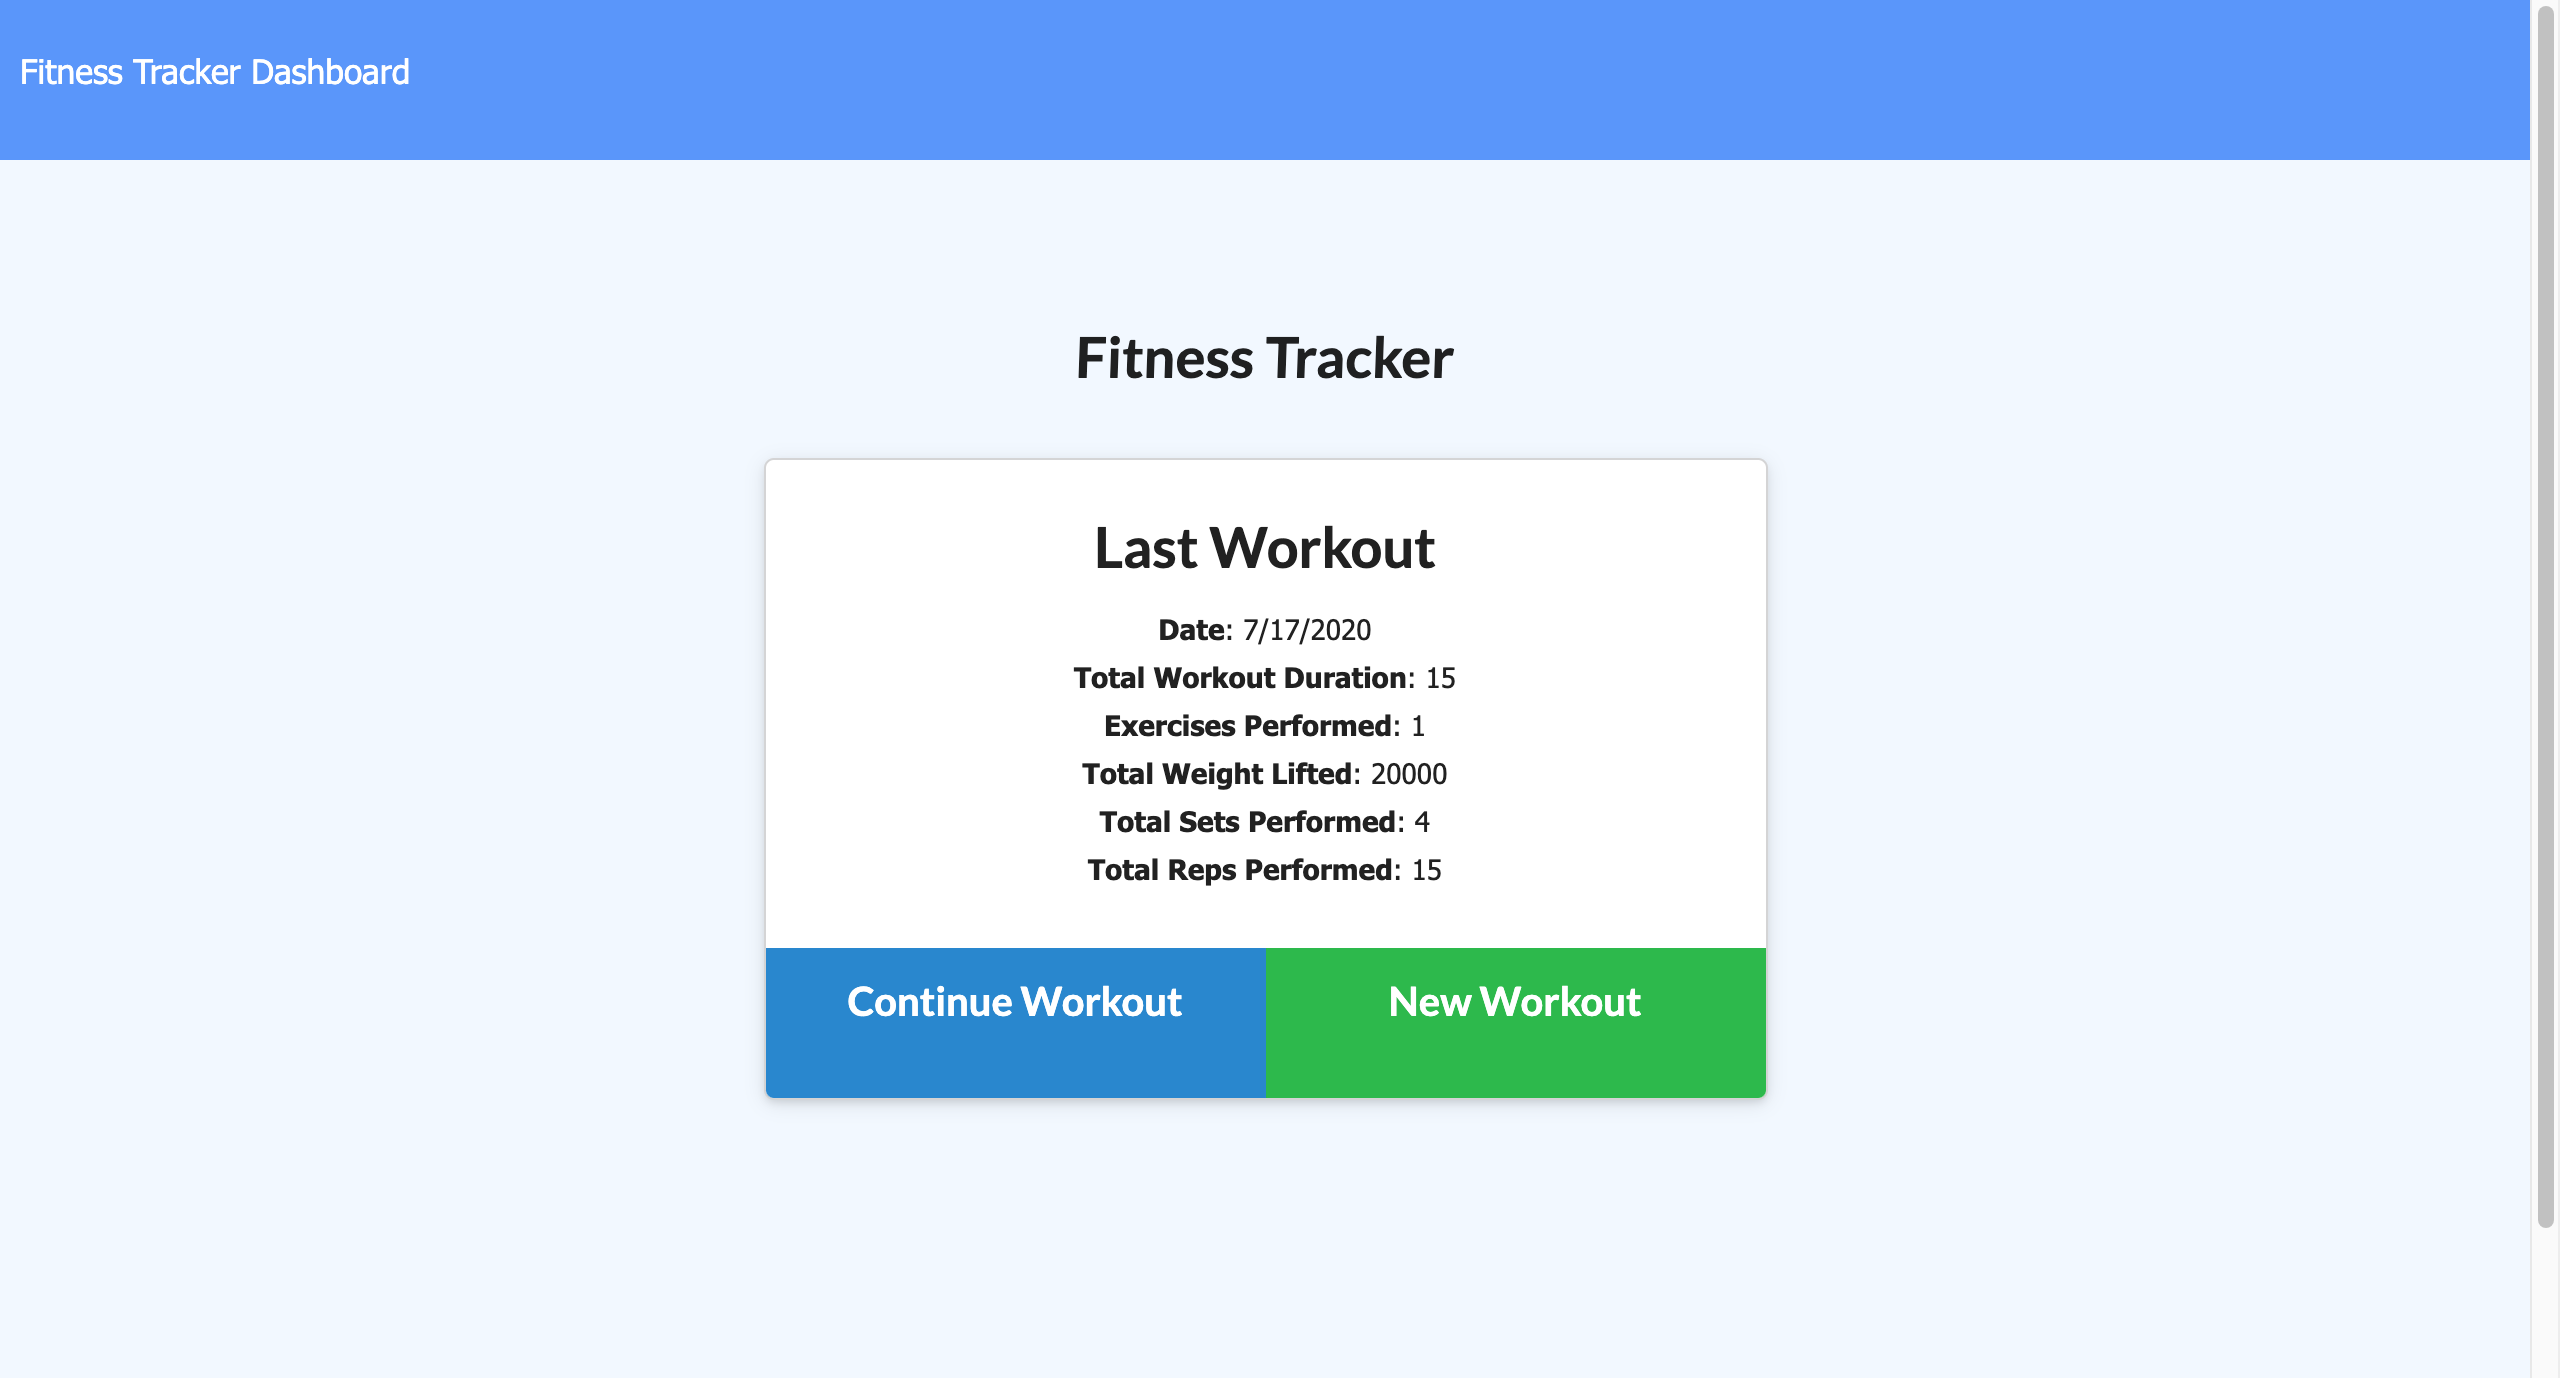 Fitness Tracker Dashboard
Fitness Tracker
Last Workout
Date: 7/17/2020
Total Workout Duration: 15
Exercises Performed: 1
Total Weight Lifted: 20000
Total Sets Performed: 4
Total Reps Performed: 15
Continue Workout
New Workout